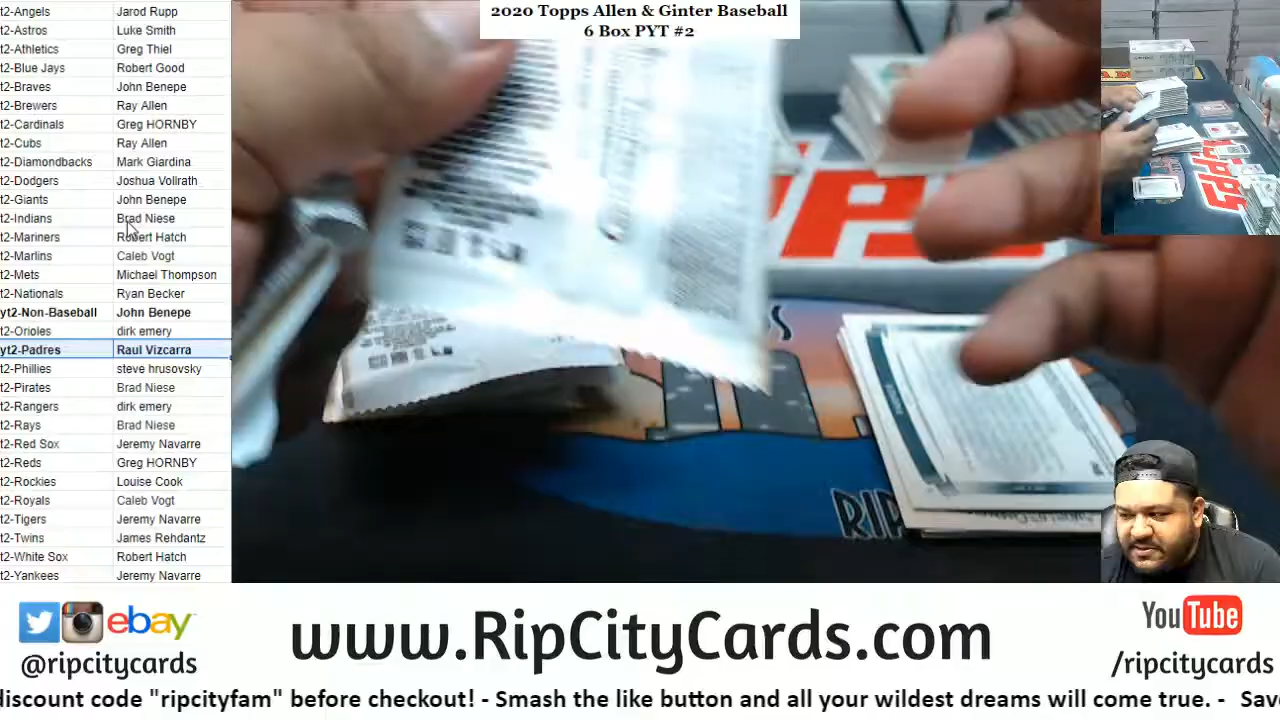 2020 Topps Allen & Ginter Baseball
6 Box PYT #2
t2-Angels Jarod Rupp
t2-Astros Luke Smith
t2-Athletics Greg Thiel
t2-Blue Jays Robert Good
t2-Braves John Benepe
t2-Brewers Ray Allen
t2-Cardinals Greg HORNBY
t2-Cubs Ray Allen
t2-Diamondbacks Mark Giardina
t2-Dodgers Joshua Vollrath
t2-Giants John Benepe
t2-Indians Brad Niese
t2-Mariners Robert Hatch
t2-Marlins Caleb Vogt
t2-Mets Michael Thompson
t2-Nationals Ryan Becker
yt2-Non-Baseball John Benepe
t2-Orioles dirk emery
yt2-Padres Raul Vizcarra
t2-Phillies steve hrusovsky
t2-Pirates Brad Niese
t2-Rangers dirk emery
t2-Rays Brad Niese
t2-Red Sox Jeremy Navarre
t2-Reds Greg HORNBY
t2-Rockies Louise Cook
t2-Royals Caleb Vogt
t2-Tigers Jeremy Navarre
t2-Twins James Rehdantz
t2-White Sox Robert Hatch
t2-Yankees Jeremy Navarre
RIP
ebay
@ripcitycards
www.RipCityCards.com
YouTube
/ripcitycards
discount code "ripcityfam" before checkout! - Smash the like button and all your wildest dreams will come true. - Save